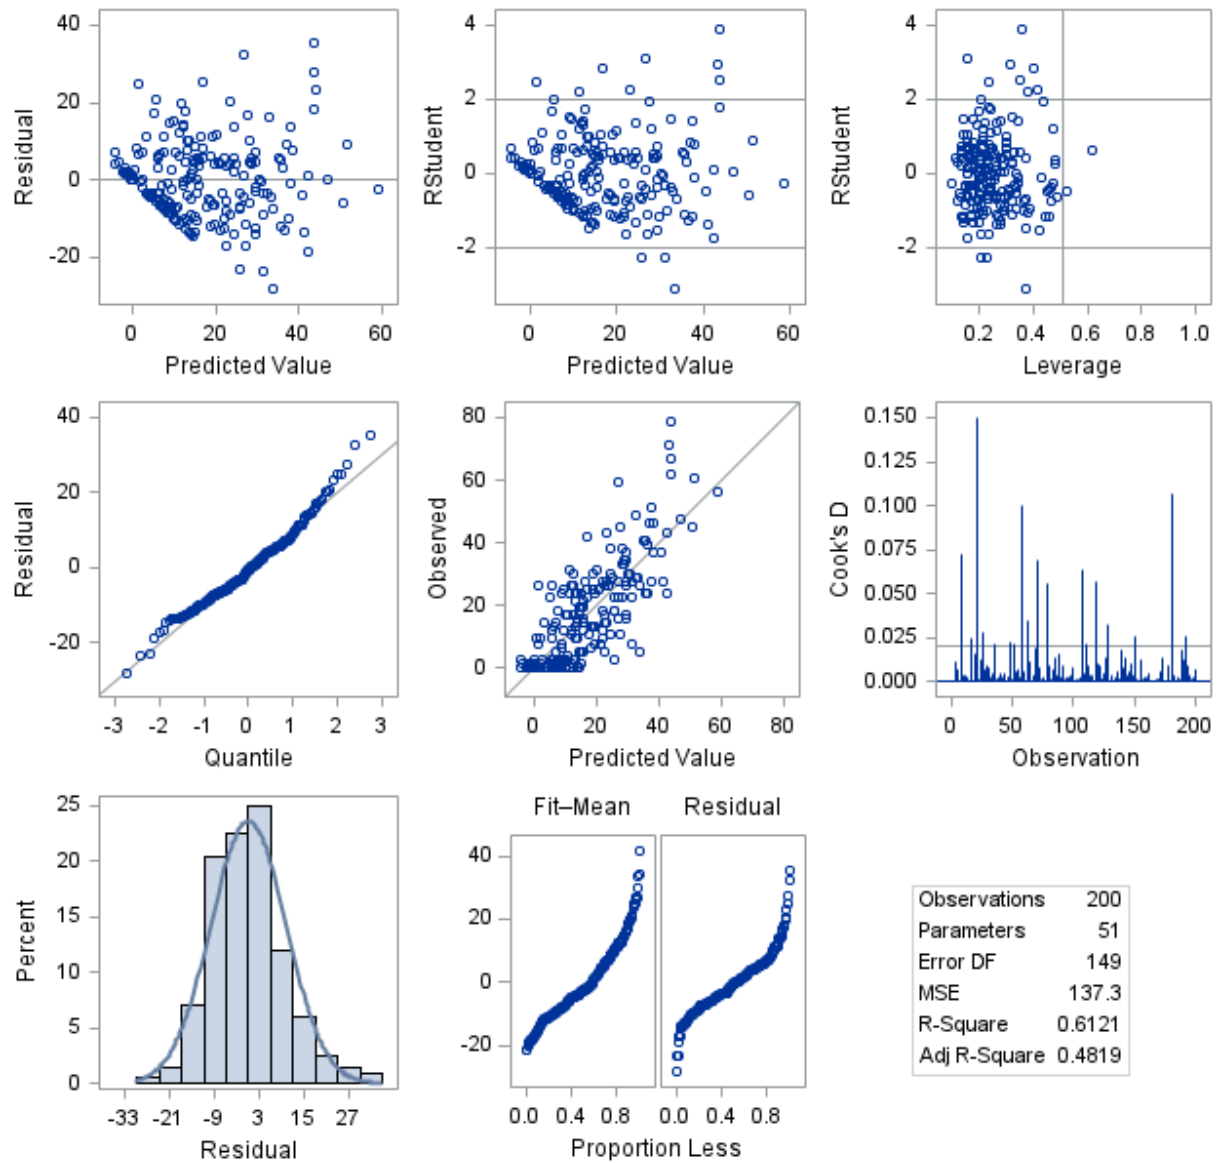 40
20
0
-20
Residual
0 20 40 60
Predicted Value
4
2
0
-2
RStudent
0 20 40 60
Predicted Value
4
2
0
-2
RStudent
0.2 0.4 0.6 0.8 1.0
Leverage
40
20
0
-20
Residual
-3 -2 -1 0 1 2 3
Quantile
80
60
40
20
0
Observed
0 20 40 60 80
Predicted Value
0.150
0.125
0.100
0.075
0.050
0.025
0.000
Cook's D
0 50 100 150 200
Observation
25
20
15
10
5
0
Percent
-33 -21 -9 3 15 27
Residual
Fit–Mean Residual
40
20
0
-20
0.0 0.4 0.8 0.0 0.4 0.8
Proportion Less
Observations 200
Parameters 51
Error DF 149
MSE 137.3
R-Square 0.6121
Adj R-Square 0.4819